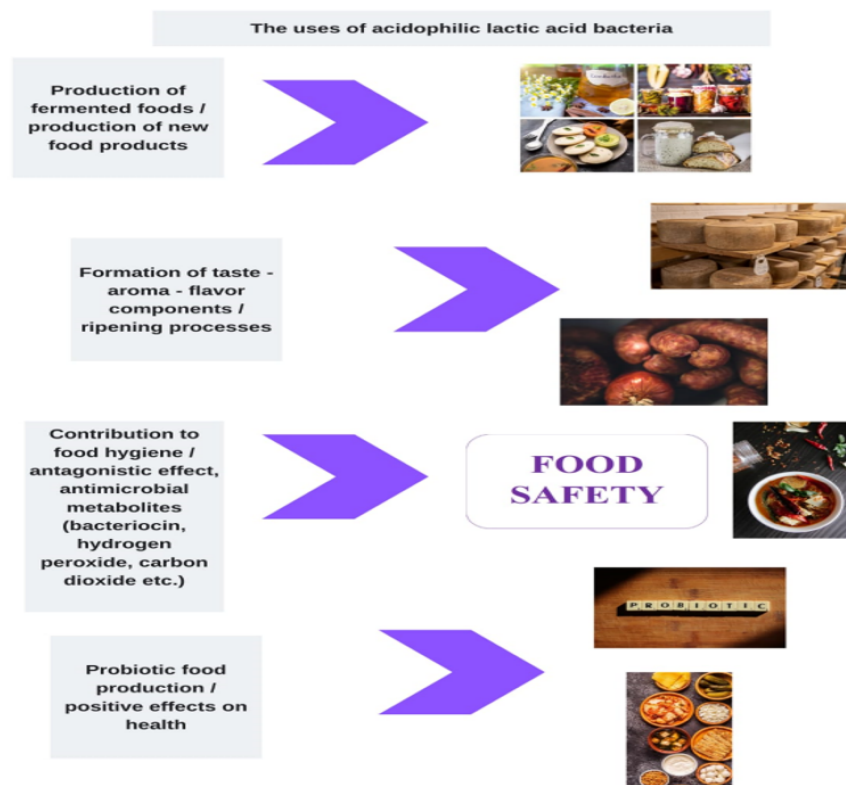 The uses of acidophilic lactic acid bacteria
Production of
fermented foods /
production of new
food products
Formation of taste -
aroma - flavor
components /
ripening processes
Contribution to
food hygiene /
antagonistic effect,
antimicrobial
metabolites
(bacteriocin,
hydrogen
peroxide, carbon
dioxide etc.)
FOOD
SAFETY
PROBIOTIC
Probiotic food
production /
positive effects on
health